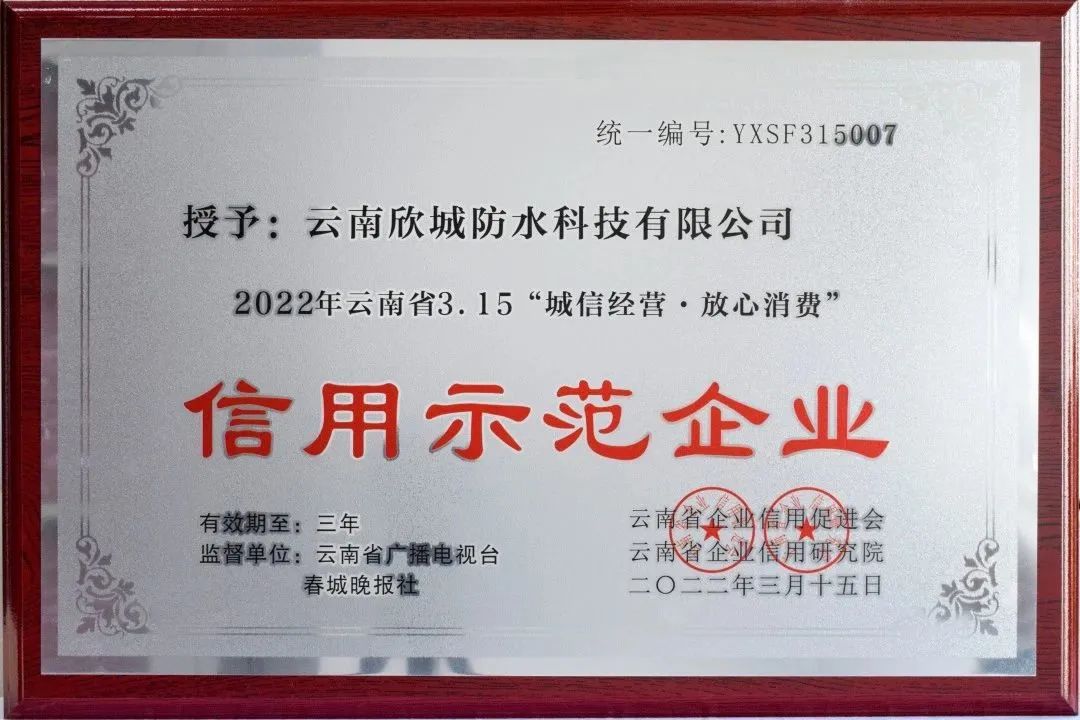 统一编号:YXSF315007
授予：云南欣城防水科技有限公司
2022年云南省3.15“城信经营·放心消费”
信用示范企业
有效期至：三年
监督单位：云南省广播电视台
春城晚报社
云南省企业信用促进会
云南省企业信用研究院
二〇二二年三月十五日